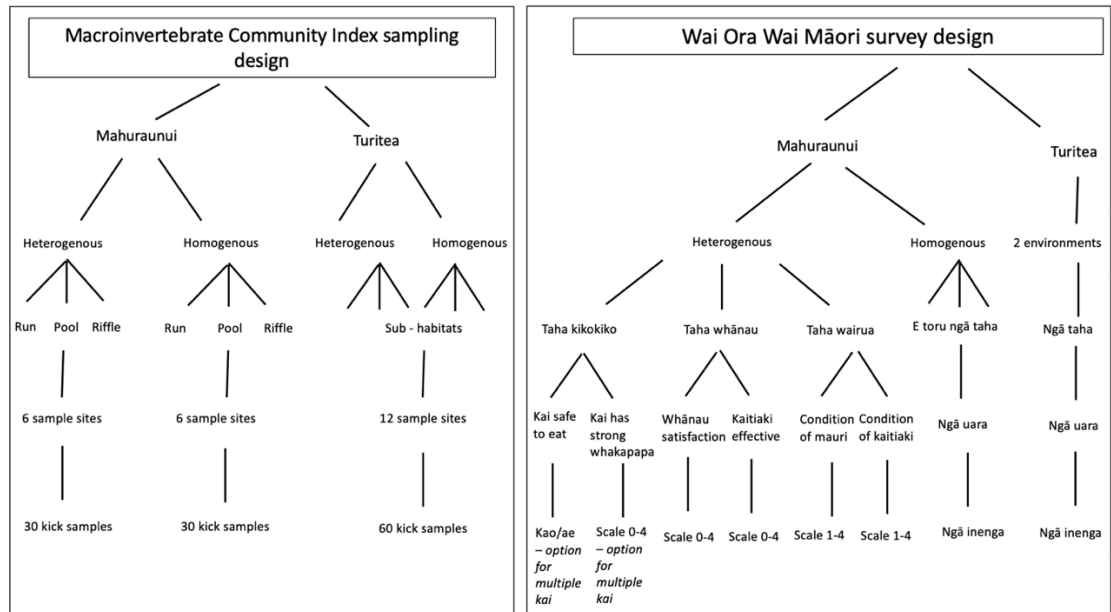 Macroinvertebrate Community Index sampling
design
Mahuraunui
Turitea
Heterogenous
Homogenous
Heterogenous
Homogenous
Run Pool Riffle
Run Pool Riffle
Sub - habitats
6 sample sites
6 sample sites
12 sample sites
30 kick samples
30 kick samples
60 kick samples
Wai Ora Wai Māori survey design
Mahuraunui
Turitea
Heterogenous
Homogenous
2 environments
Taha kikokiko
Taha whānau
Taha wairua
E toru ngā taha
Ngā taha
Kai safe
to eat
Kai has
strong
whakapapa
Whānau
satisfaction
Kaitiaki
effective
Condition
of mauri
Condition
of kaitiaki
Ngā uara
Ngā uara
Kao/ae
– option
for
multiple
kai
Scale 0-4
– option
for
multiple
kai
Scale 0-4
Scale 0-4
Scale 1-4
Scale 1-4
Ngā inenga
Ngā inenga